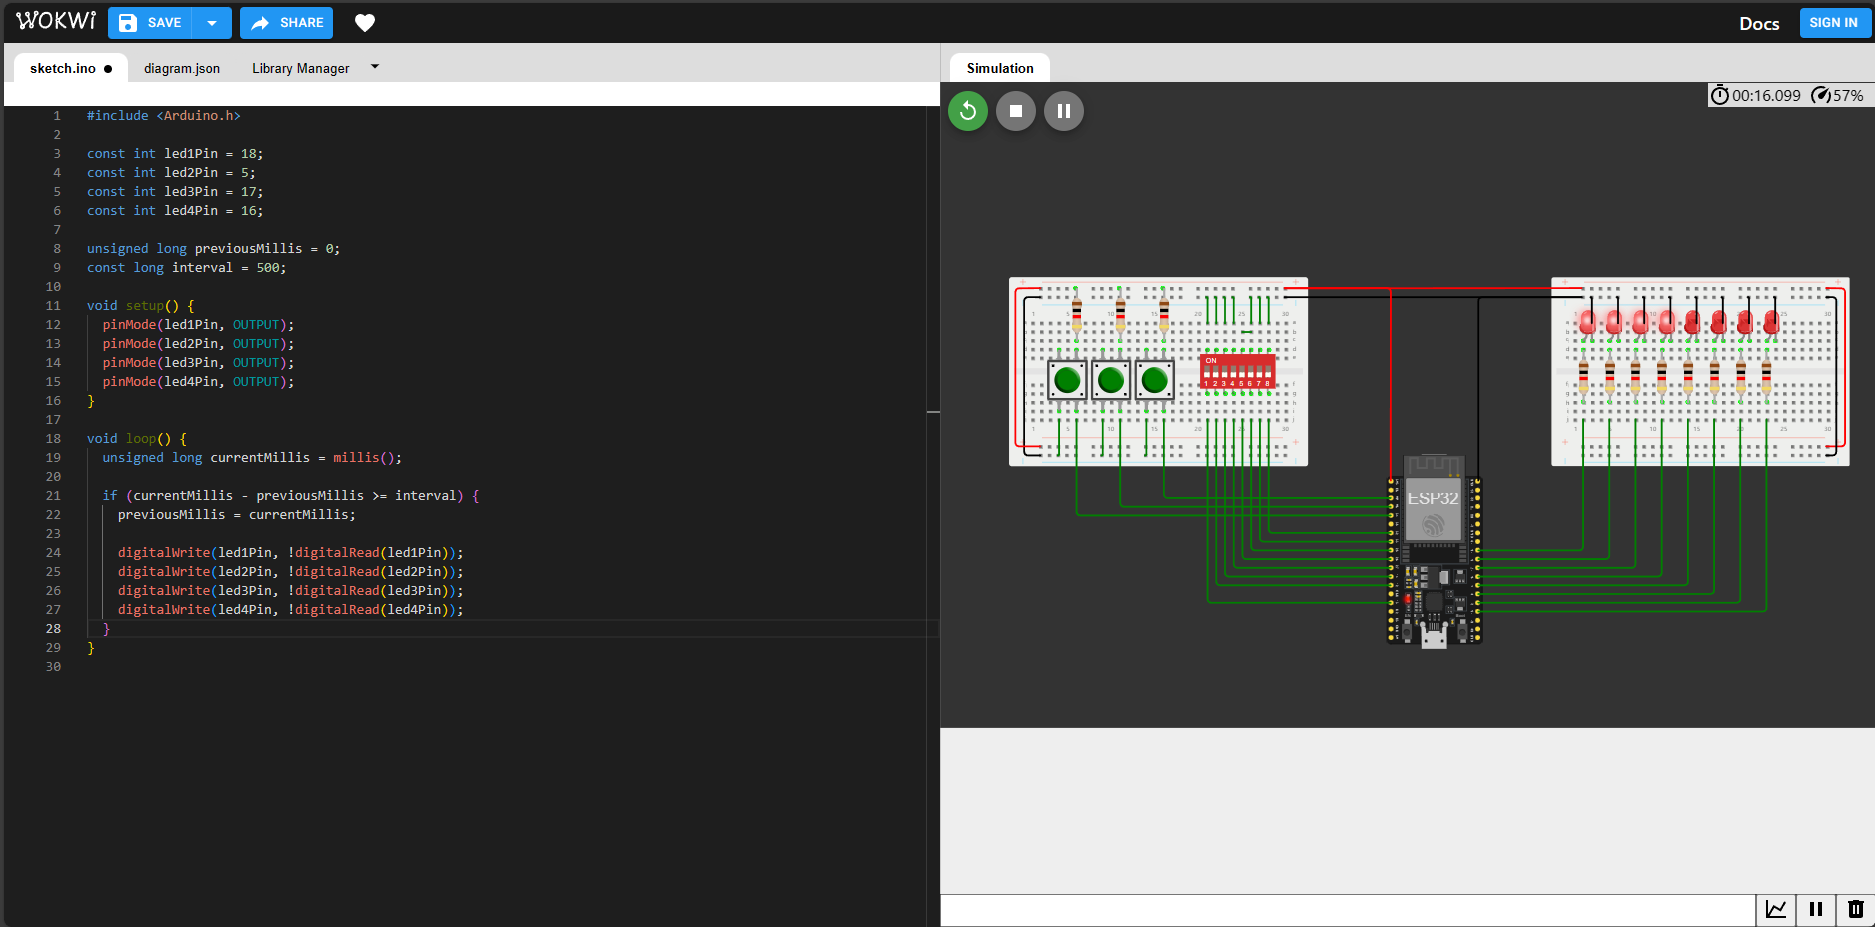 WOKWi SAVE SHARE Docs SIGN IN
sketch.ino diagram.json Library Manager Simulation
00:16.099 57%
1 #include <Arduino.h>
2
3 const int led1Pin = 18;
4 const int led2Pin = 5;
5 const int led3Pin = 17;
6 const int led4Pin = 16;
7
8 unsigned long previousMillis = 0;
9 const long interval = 500;
10
11 void setup() {
12 pinMode(led1Pin, OUTPUT);
13 pinMode(led2Pin, OUTPUT);
14 pinMode(led3Pin, OUTPUT);
15 pinMode(led4Pin, OUTPUT);
16 }
17
18 void loop() {
19 unsigned long currentMillis = millis();
20
21 if (currentMillis - previousMillis >= interval) {
22 previousMillis = currentMillis;
23
24 digitalWrite(led1Pin, !digitalRead(led1Pin));
25 digitalWrite(led2Pin, !digitalRead(led2Pin));
26 digitalWrite(led3Pin, !digitalRead(led3Pin));
27 digitalWrite(led4Pin, !digitalRead(led4Pin));
28 }
29 }
30
ON
1 2 3 4 5 6 7 8
ESP32